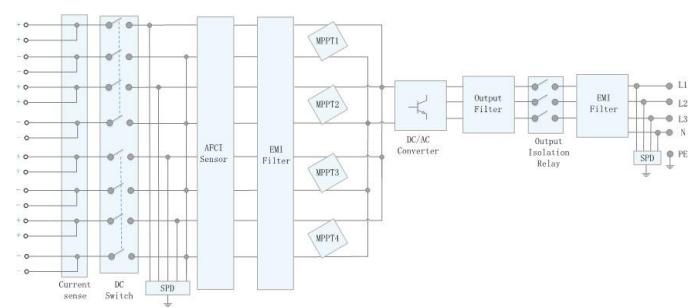 +
+
-
-
+
+
-
-
+
+
-
-
+
+
-
-
Current
sense
DC
Switch
SPD
AFCI
Sensor
EMI
Filter
MPPT1
MPPT2
MPPT3
MPPT4
DC/AC
Converter
Output
Filter
Output
Isolation
Relay
EMI
Filter
SPD
L1
L2
L3
N
PE